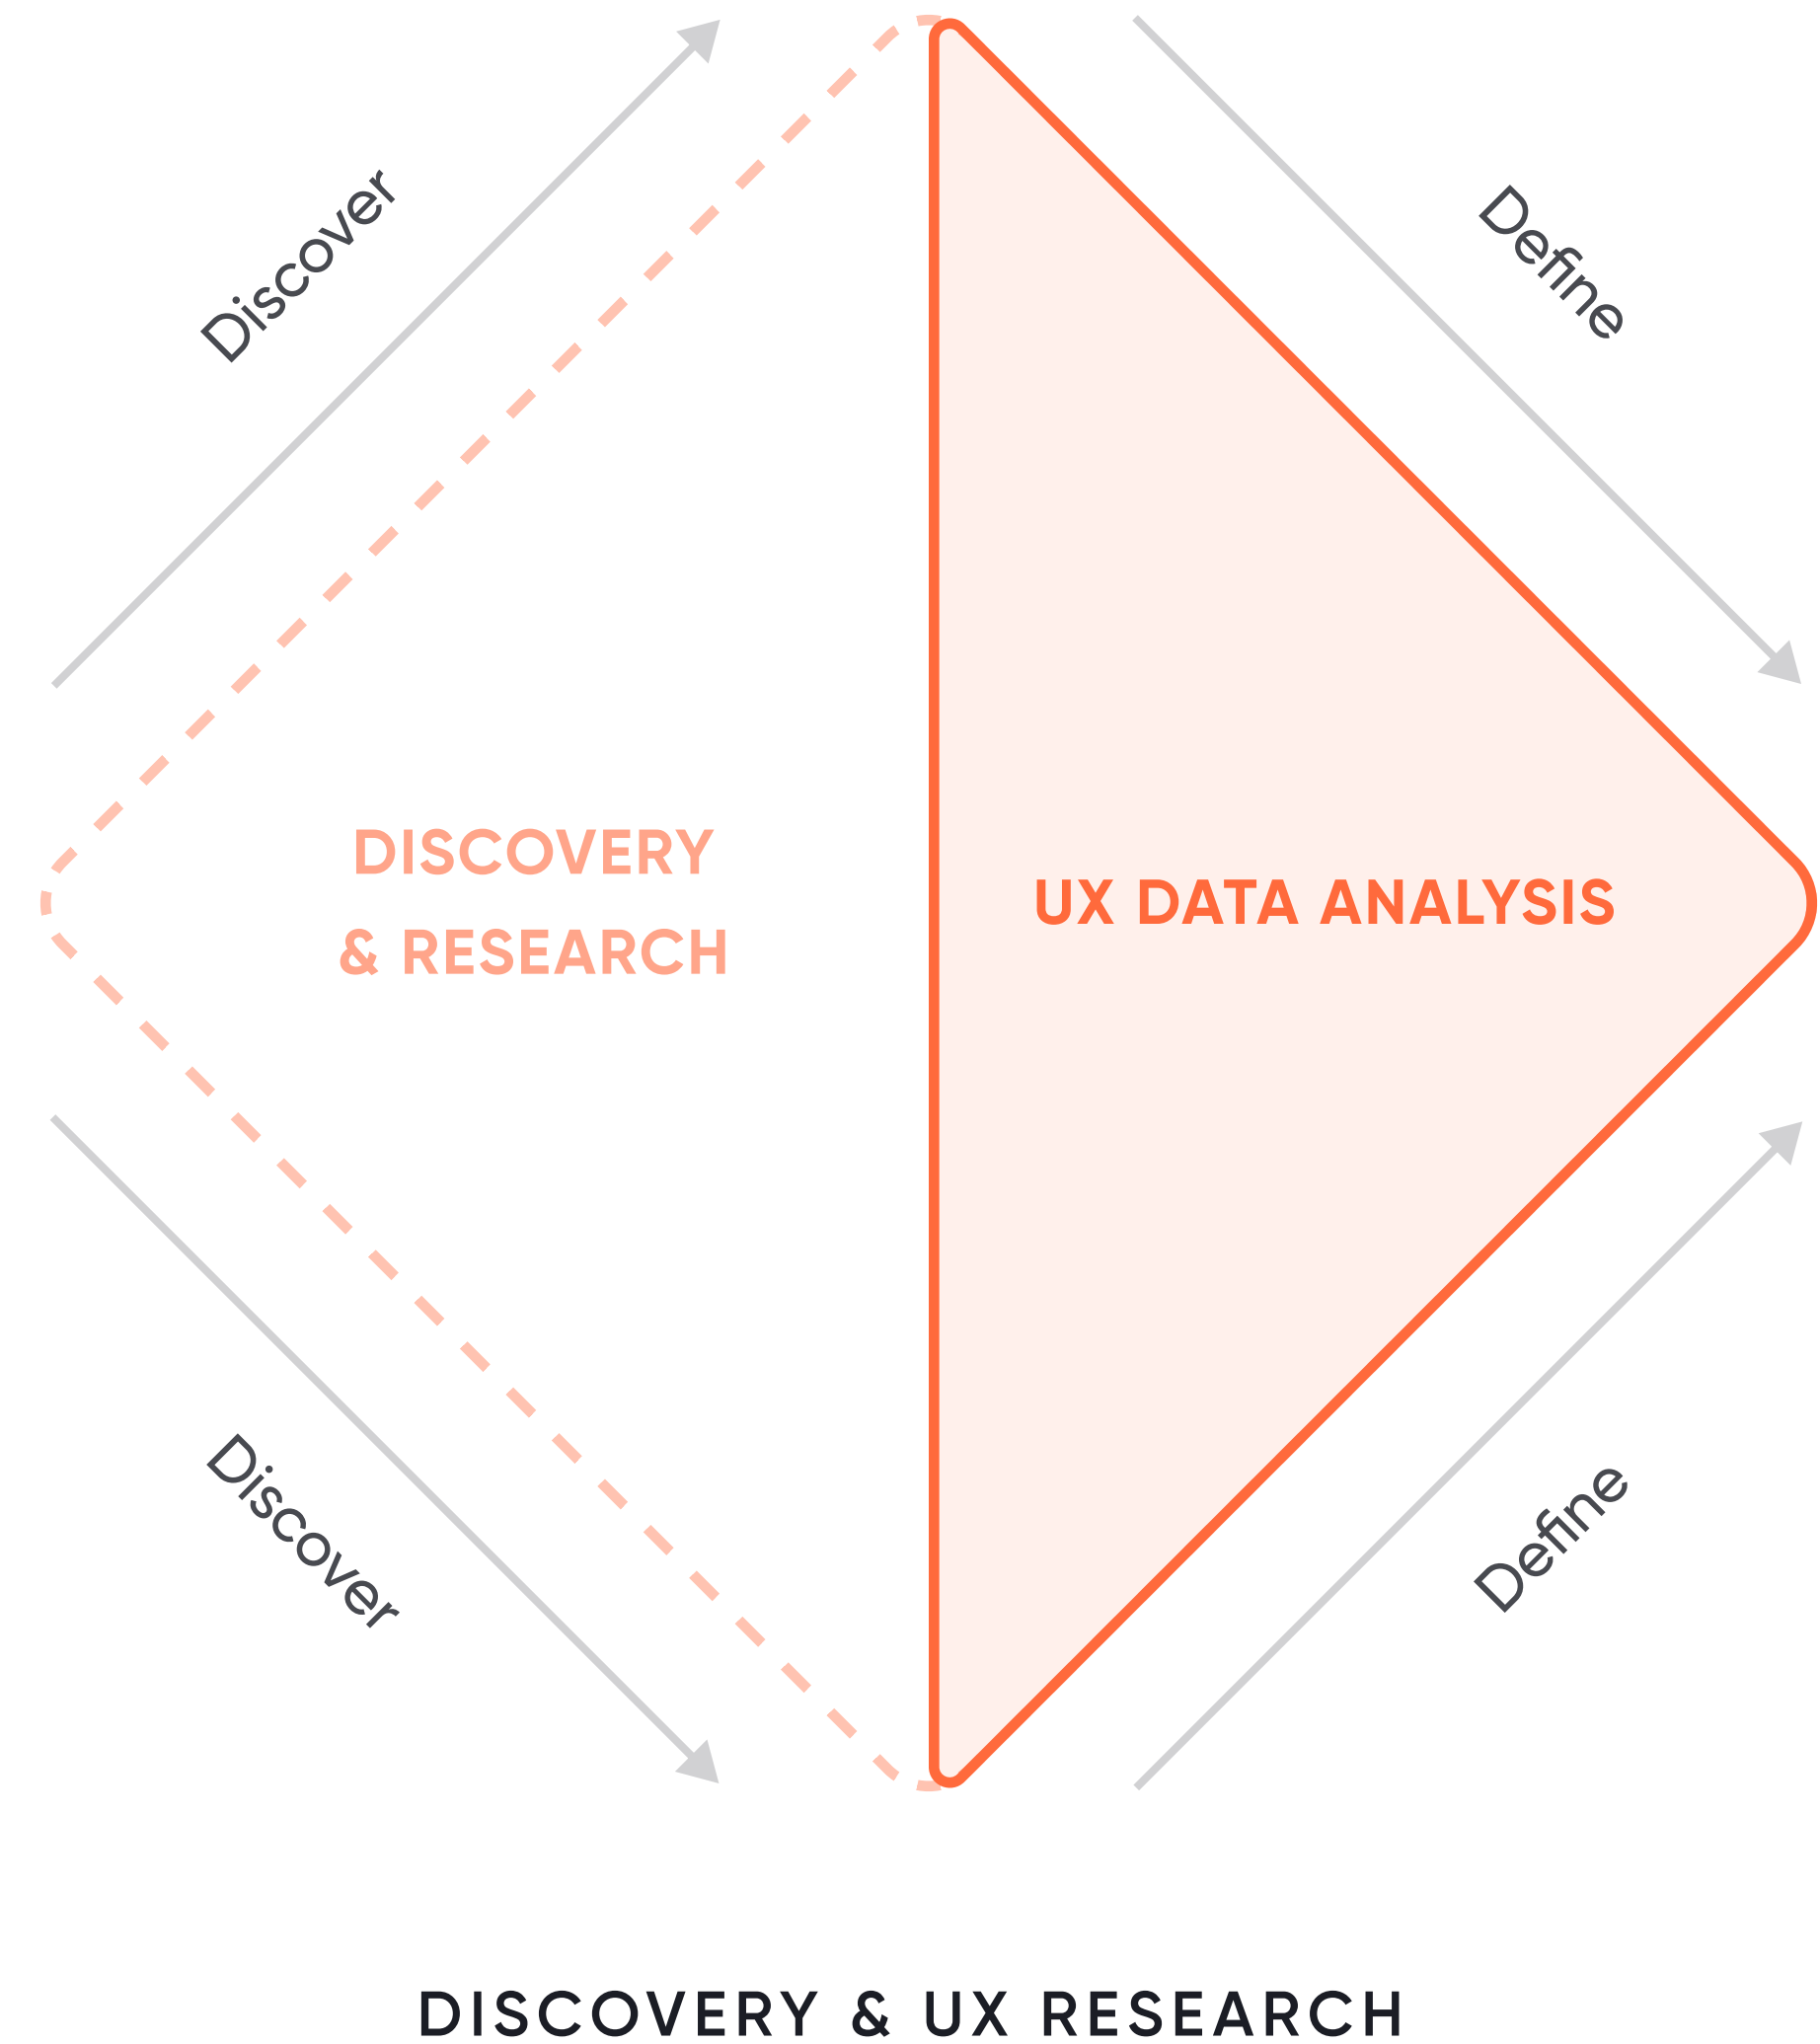 Discover
Define
DISCOVERY
& RESEARCH
UX DATA ANALYSIS
Discover
Define
DISCOVERY & UX RESEARCH